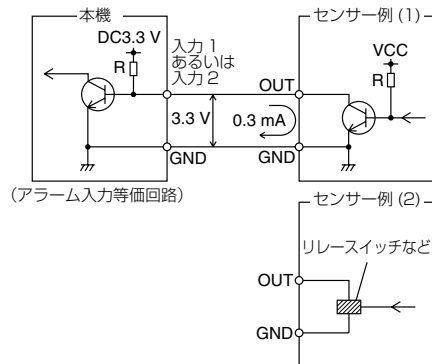 本機
DC3.3 V
R
入力 1
あるいは
入力 2
3.3 V
GND
(アラーム入力等価回路)
センサー例 (1)
VCC
R
OUT
0.3 mA
GND
センサー例 (2)
リレースイッチなど
OUT
GND